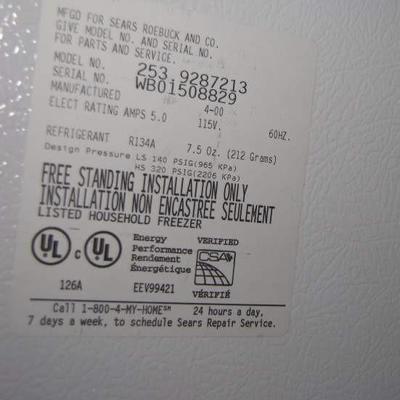 MFGD FOR SEARS ROEBUCK AND CO.
GIVE MODEL NO. AND SERIAL NO.
FOR PARTS AND SERVICE.
MODEL NO. 253.9287213
SERIAL NO. WB01508829
MANUFACTURED 4-00
ELECT RATING AMPS 5.0 115V. 60HZ.
REFRIGERANT R134A 7.5 Oz. (212 Grams)
Design Pressure LS 140 PSIG(965 KPa)
HS 320 PSIG(2206 KPa)
FREE STANDING INSTALLATION ONLY
INSTALLATION NON ENCASTREE SEULEMENT
LISTED HOUSEHOLD FREEZER
UL c UL
126A
Energy
Performance
Rendement
Énergétique
EEV99421
VERIFIED
CSA
VÉRIFIÉ
Call 1-800-4-MY-HOME℠ 24 hours a day,
7 days a week, to schedule Sears Repair Service.